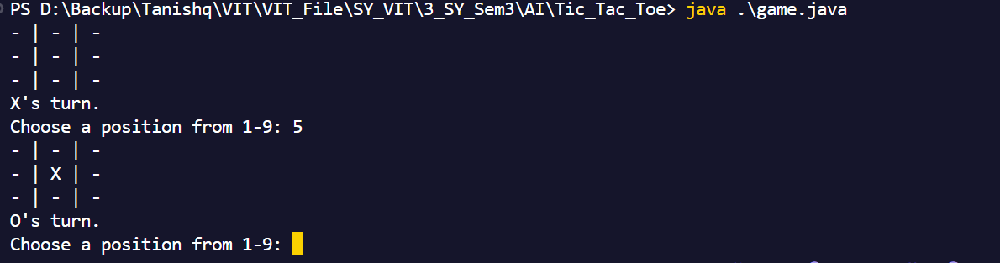 PS D:\Backup\Tanishq\VIT\VIT_File\SY_VIT\3_SY_Sem3\AI\Tic_Tac_Toe> java .\game.java
- | - | -
- | - | -
- | - | -
X's turn.
Choose a position from 1-9: 5
- | - | -
- | X | -
- | - | -
O's turn.
Choose a position from 1-9: